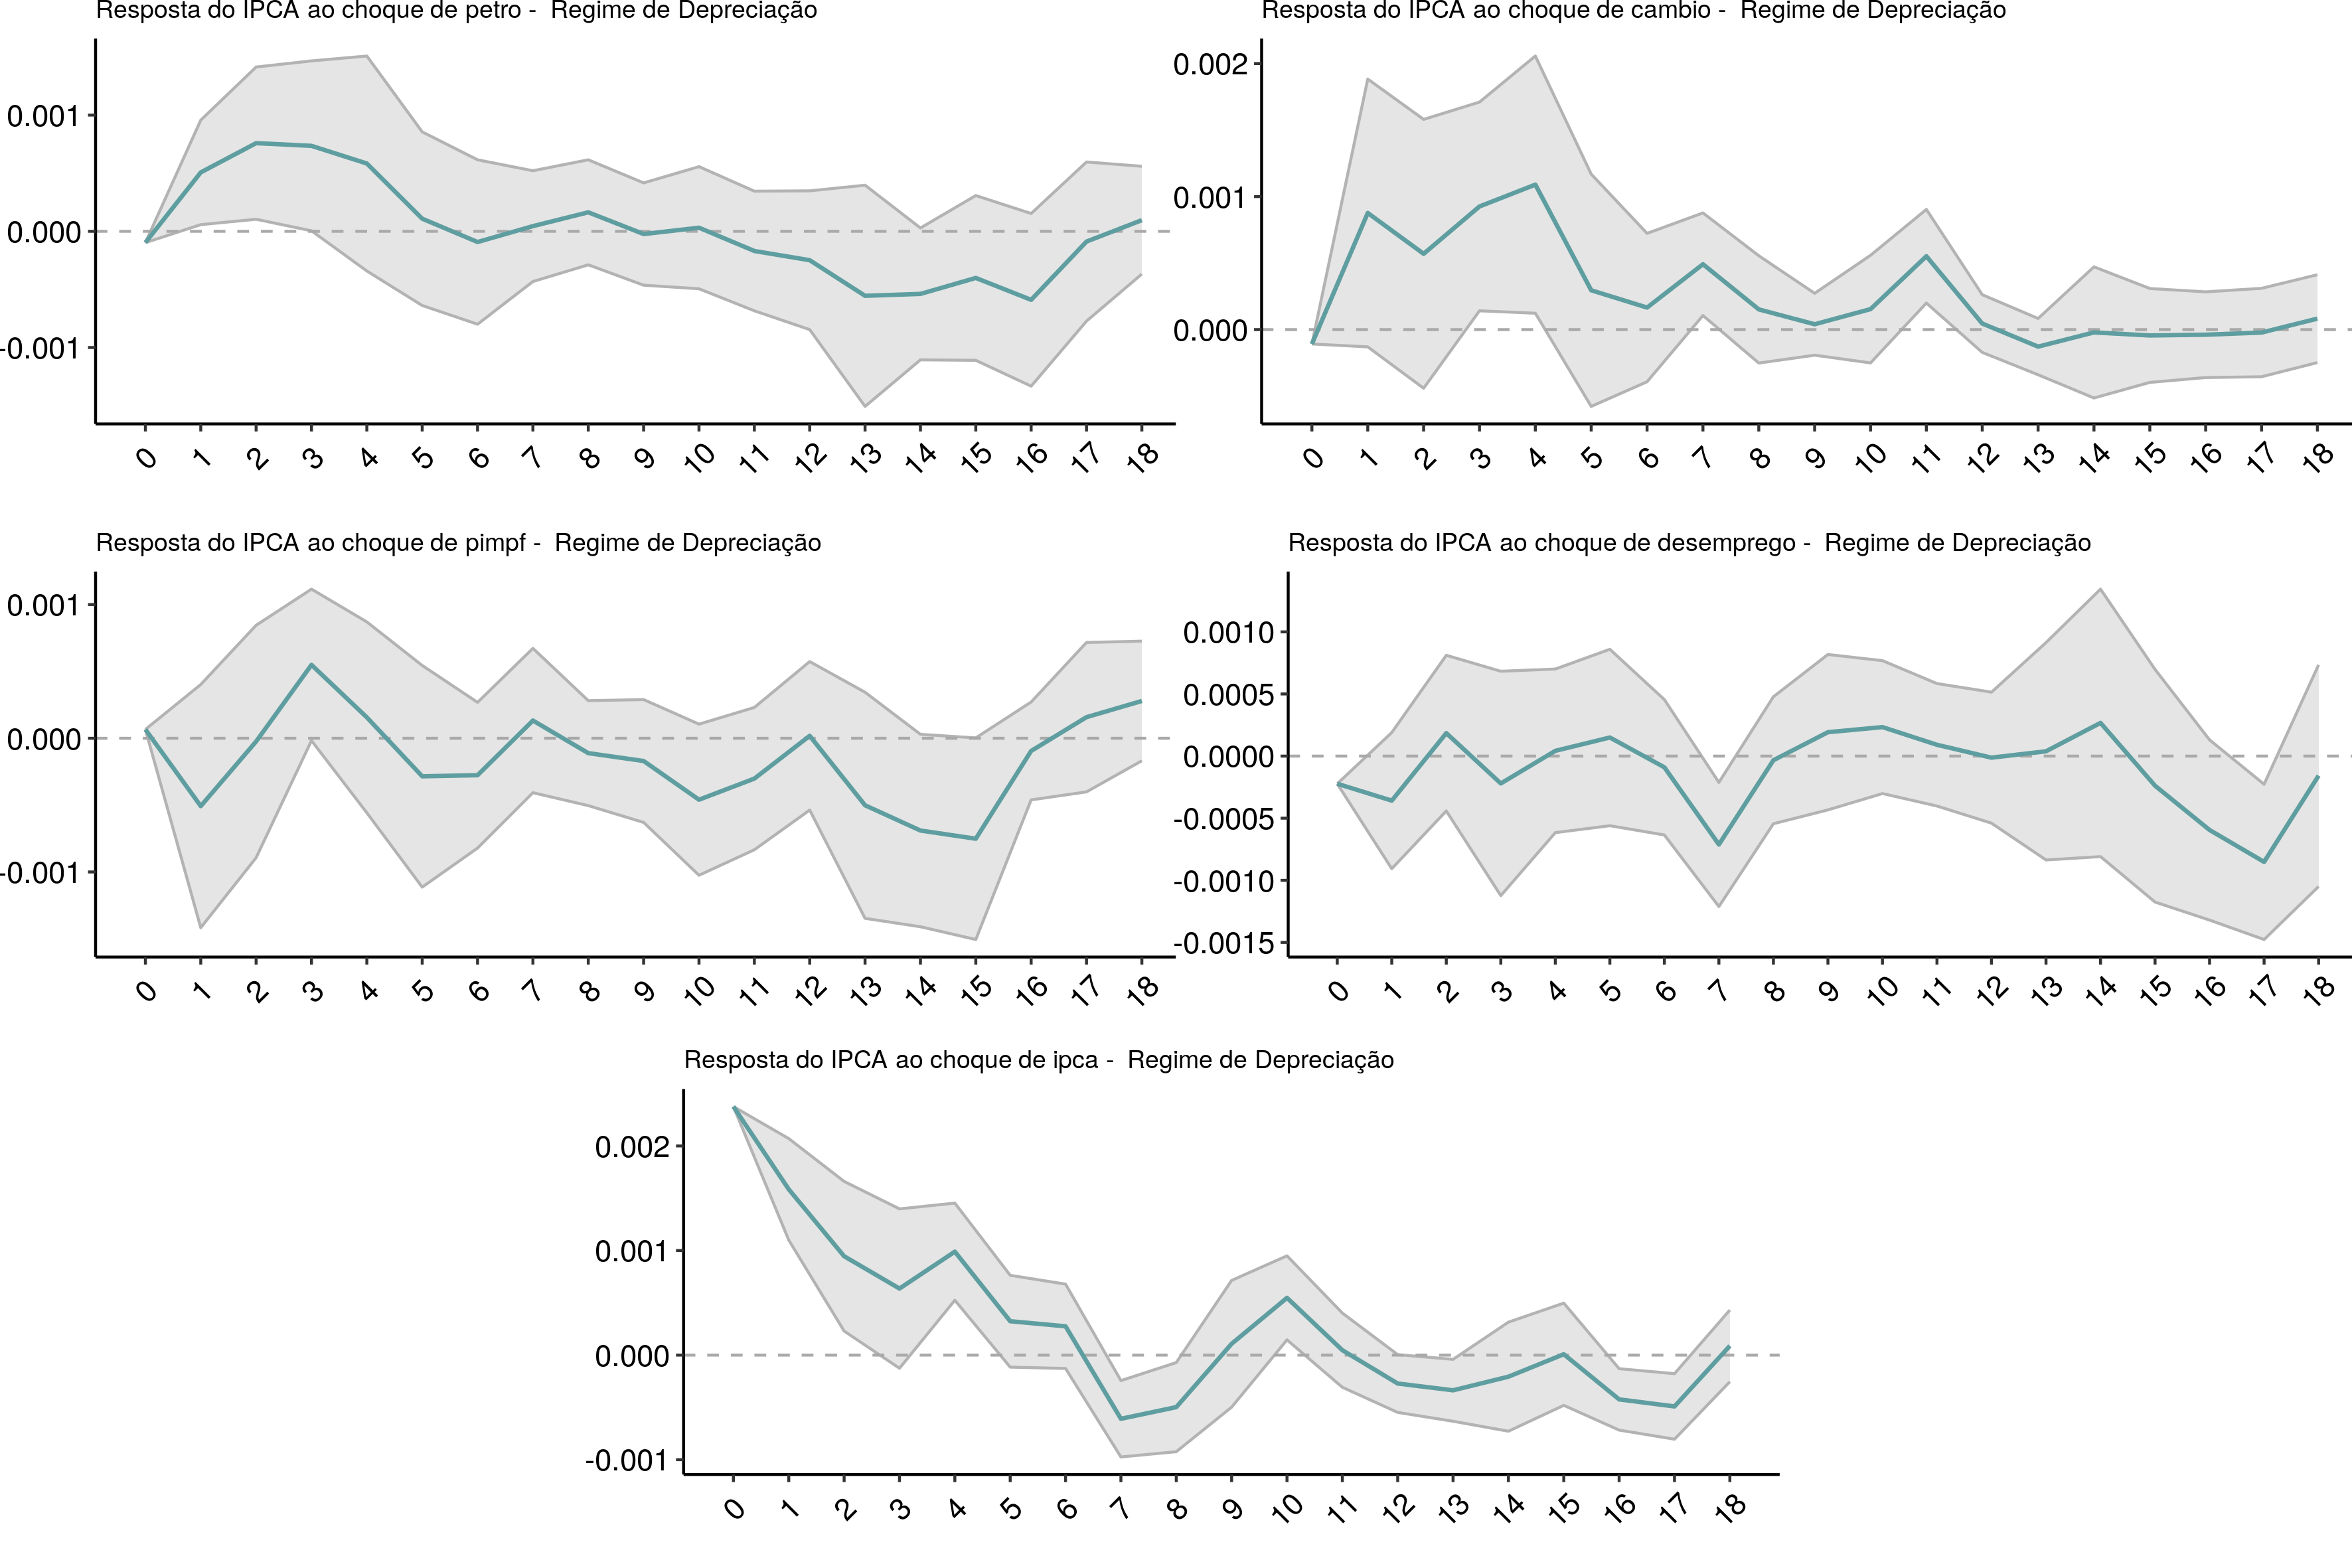 Resposta do IPCA ao choque de petro - Regime de Depreciação
0.001
0.000
-0.001
0 1 2 3 4 5 6 7 8 9 10 11 12 13 14 15 16 17 18
Resposta do IPCA ao choque de cambio - Regime de Depreciação
0.002
0.001
0.000
0 1 2 3 4 5 6 7 8 9 10 11 12 13 14 15 16 17 18
Resposta do IPCA ao choque de pimpf - Regime de Depreciação
0.001
0.000
-0.001
0 1 2 3 4 5 6 7 8 9 10 11 12 13 14 15 16 17 18
Resposta do IPCA ao choque de desemprego - Regime de Depreciação
0.0010
0.0005
0.0000
-0.0005
-0.0010
-0.0015
0 1 2 3 4 5 6 7 8 9 10 11 12 13 14 15 16 17 18
Resposta do IPCA ao choque de ipca - Regime de Depreciação
0.002
0.001
0.000
-0.001
0 1 2 3 4 5 6 7 8 9 10 11 12 13 14 15 16 17 18